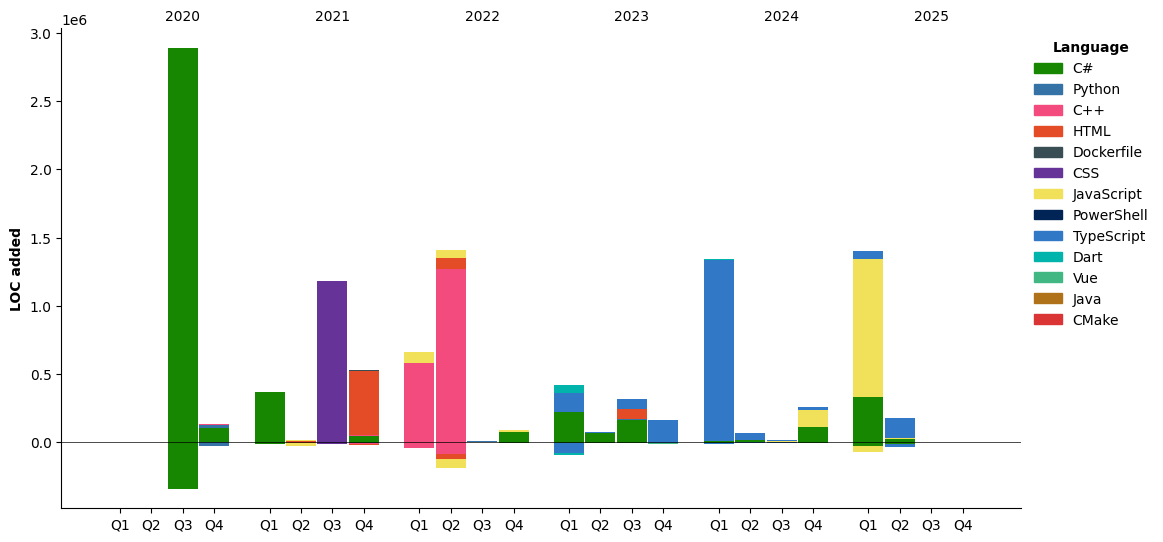 1e6
2020 2021 2022 2023 2024 2025
3.0
2.5
2.0
1.5
1.0
0.5
0.0
LOC added
Q1 Q2 Q3 Q4 Q1 Q2 Q3 Q4 Q1 Q2 Q3 Q4 Q1 Q2 Q3 Q4 Q1 Q2 Q3 Q4 Q1 Q2 Q3 Q4
Language
C#
Python
C++
HTML
Dockerfile
CSS
JavaScript
PowerShell
TypeScript
Dart
Vue
Java
CMake